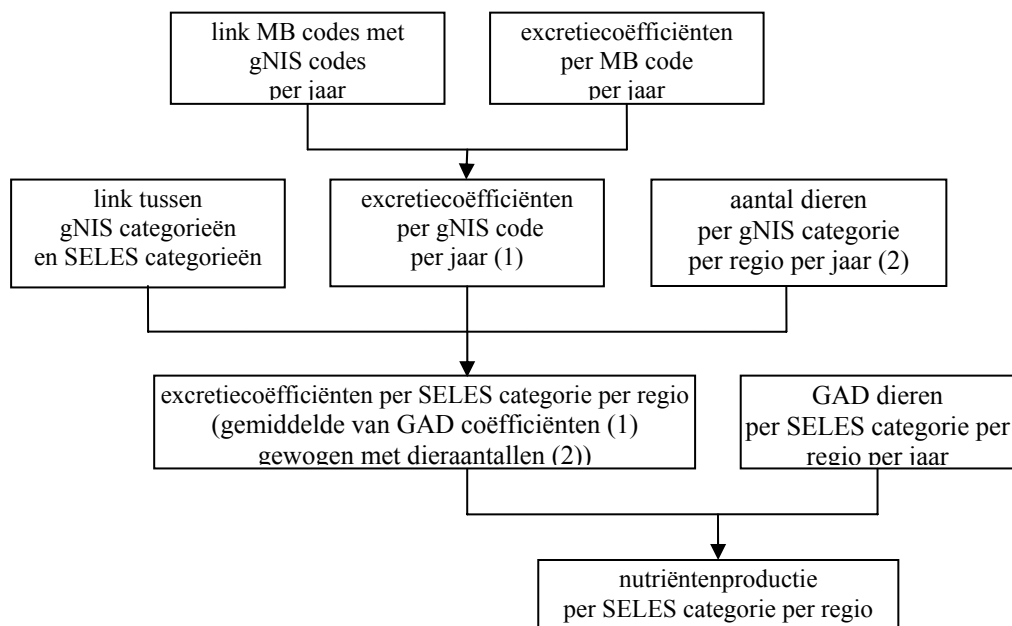 link MB codes met
gNIS codes
per jaar
excretiecoëfficiënten
per MB code
per jaar
link tussen
gNIS categorieën
en SELES categorieën
excretiecoëfficiënten
per gNIS code
per jaar (1)
aantal dieren
per gNIS categorie
per regio per jaar (2)
excretiecoëfficiënten per SELES categorie per regio
(gemiddelde van GAD coëfficiënten (1)
gewogen met dieraantallen (2))
GAD dieren
per SELES categorie per
regio per jaar
nutriëntenproductie
per SELES categorie per regio